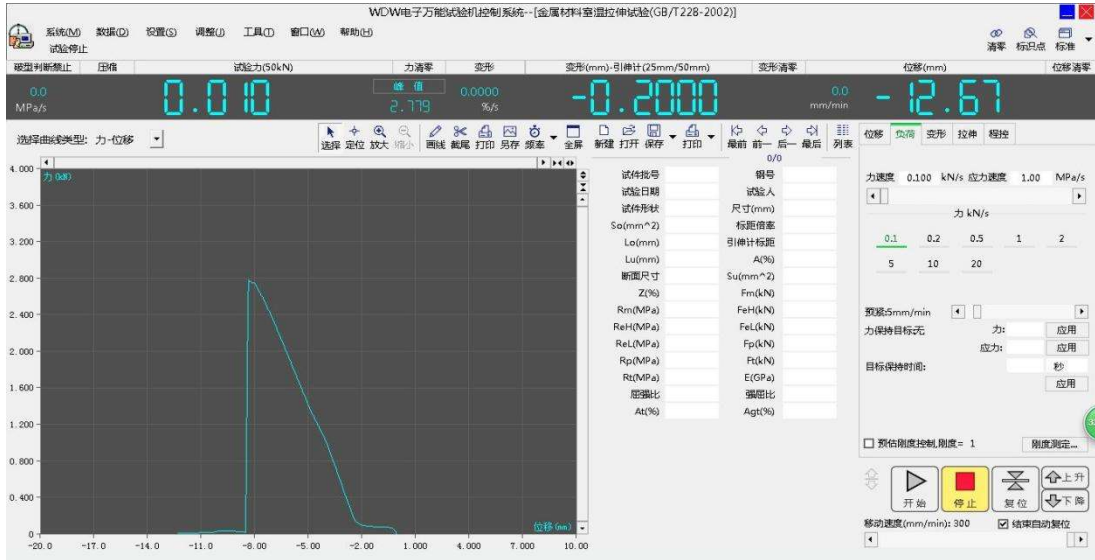 WDW电子万能试验机控制系统--[金属材料室温拉伸试验(GB/T228-2002)]
系统(M) 数据(D) 设置(S) 调整(J) 工具(T) 窗口(W) 帮助(H)
试验停止
清零 标识点 标准
破型判断禁止 压缩 试验力(50kN) 力清零 变形 变形(mm)-引伸计(25mm/50mm) 变形清零 位移(mm) 位移清零
0.0 MPa/s 0.010 峰值 2.779 0.0000 %/s -0.2000 0.0 mm/min -12.67
选择曲线类型: 力-位移
选择 定位 放大 缩小 画线 截尾 打印 另存 频率 全屏
新建 打开 保存 打印 最前 前一 后一 最后 列表
0/0
位移 负荷 变形 拉伸 程控
力(kN)
4.000
3.600
3.200
2.800
2.400
2.000
1.600
1.200
0.800
0.400
0
位移(mm)
-20.0 -17.0 -14.0 -11.0 -8.00 -5.00 -2.00 1.000 4.000 7.000 10.00
试件批号 钢号
试验日期 试验人
试件形状 尺寸(mm)
So(mm^2) 标距倍率
Lo(mm) 引伸计标距
Lu(mm) A(%)
断面尺寸 Su(mm^2)
Z(%) Fm(kN)
Rm(MPa) FeH(kN)
ReH(MPa) FeL(kN)
ReL(MPa) Fp(kN)
Rp(MPa) Ft(kN)
Rt(MPa) E(GPa)
屈强比 强屈比
At(%) Agt(%)
力速度 0.100 kN/s 应力速度 1.00 MPa/s
力 kN/s
0.1 0.2 0.5 1 2
5 10 20
预紧:5mm/min
力保持目标:无 力: 应用
应力: 应用
目标保持时间: 秒
应用
预估刚度控制,刚度= 1 刚度测定...
开始 停止 复位 上升
下降
移动速度(mm/min): 300 结束自动复位